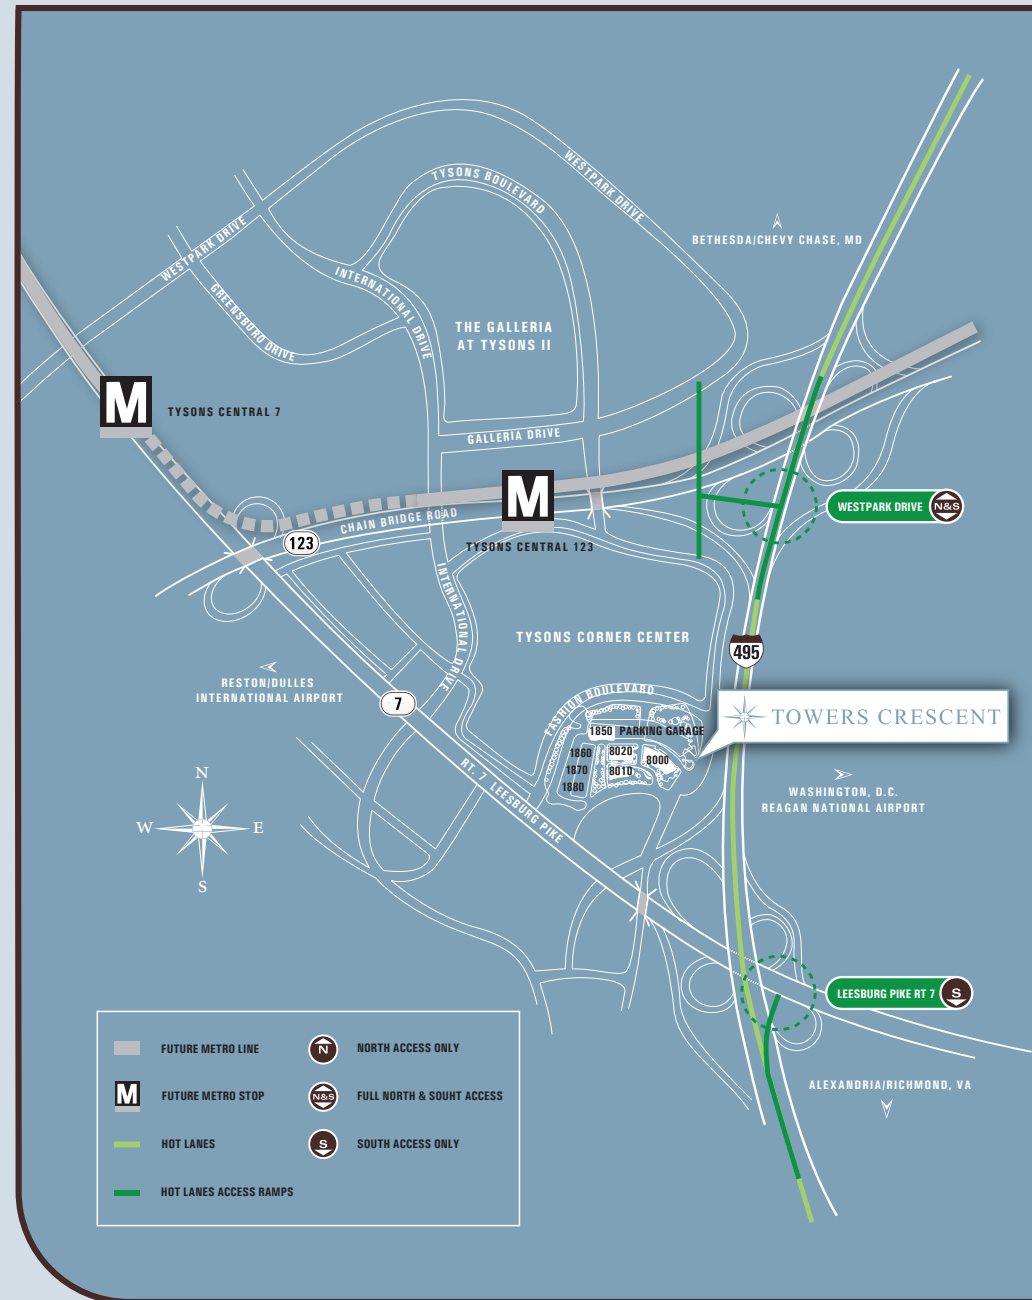 WESTPARK DRIVE
TYSONS BOULEVARD
BETHESDA/CHEVY CHASE, MD
WESTPARK DRIVE
INTERNATIONAL DRIVE
GREENSBORO DRIVE
THE GALLERIA
AT TYSONS II
M
TYSONS CENTRAL 7
GALLERIA DRIVE
M
WESTPARK DRIVE N&S
CHAIN BRIDGE ROAD
123
TYSONS CENTRAL 123
INTERNATIONAL DRIVE
TYSONS CORNER CENTER
495
RESTON/DULLES
INTERNATIONAL AIRPORT
7
FASHION BOULEVARD
TOWERS CRESCENT
1850 PARKING GARAGE
1860
8020
8000
1870
8010
1880
RT. 7 LEESBURG PIKE
WASHINGTON, D.C.
REAGAN NATIONAL AIRPORT
N
W
E
S
LEESBURG PIKE RT 7 S
ALEXANDRIA/RICHMOND, VA
FUTURE METRO LINE
N NORTH ACCESS ONLY
M FUTURE METRO STOP
N&S FULL NORTH & SOUHT ACCESS
HOT LANES
S SOUTH ACCESS ONLY
HOT LANES ACCESS RAMPS